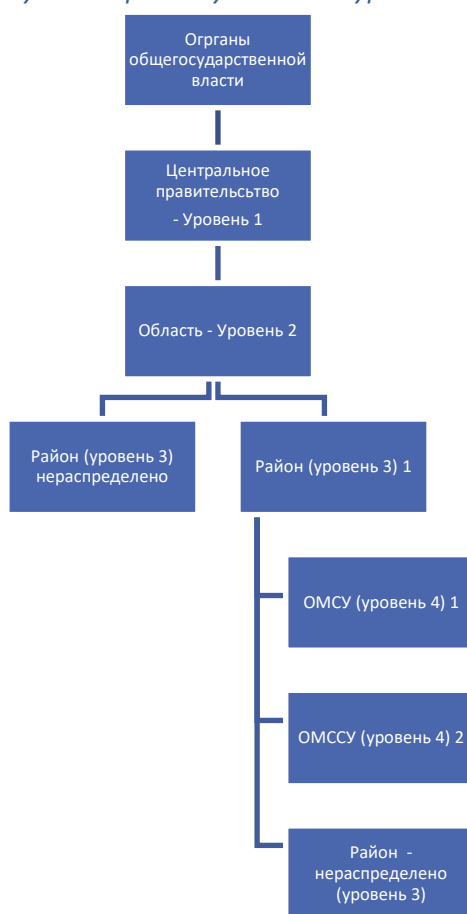 Огрганы
общегосударственной
власти
Центральное
правительсьтво
- Уровень 1
Область - Уровень 2
Район (уровень 3)
нераспределено
Район (уровень 3) 1
ОМСУ (уровень 4) 1
ОМССУ (уровень 4) 2
Район -
нераспределено
(уровень 3)